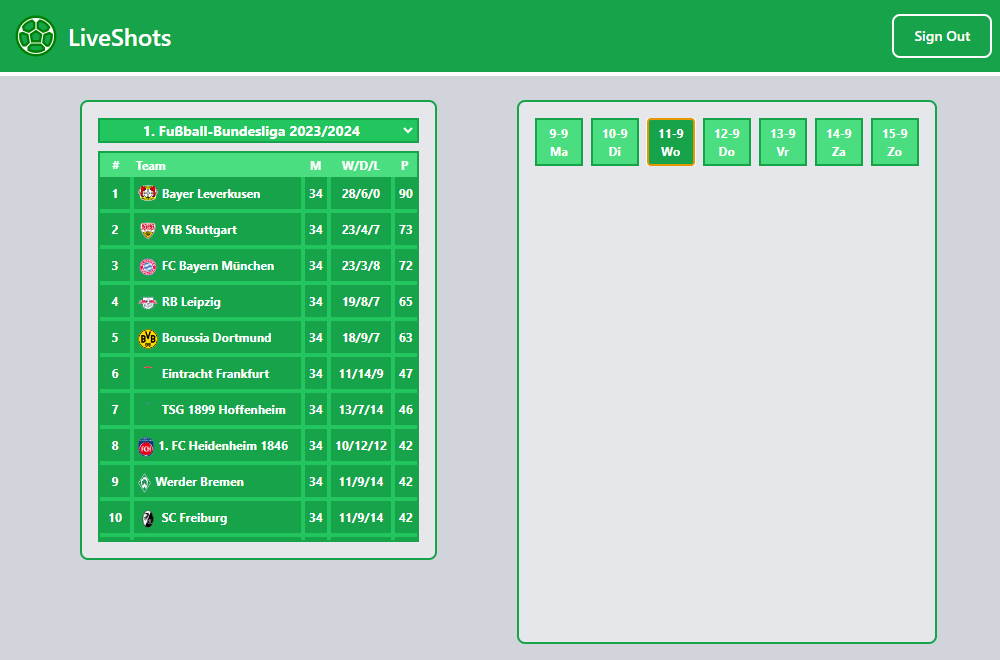 LiveShots
Sign Out
1. Fußball-Bundesliga 2023/2024
# Team M W/D/L P
1 Bayer Leverkusen 34 28/6/0 90
2 VfB Stuttgart 34 23/4/7 73
3 FC Bayern München 34 23/3/8 72
4 RB Leipzig 34 19/8/7 65
5 BVB 09 Borussia Dortmund 34 18/9/7 63
6 Eintracht Frankfurt 34 11/14/9 47
7 TSG 1899 Hoffenheim 34 13/7/14 46
8 FCH 1. FC Heidenheim 1846 34 10/12/12 42
9 Werder Bremen 34 11/9/14 42
10 SC Freiburg 34 11/9/14 42
9-9 10-9 11-9 12-9 13-9 14-9 15-9
Ma Di Wo Do Vr Za Zo